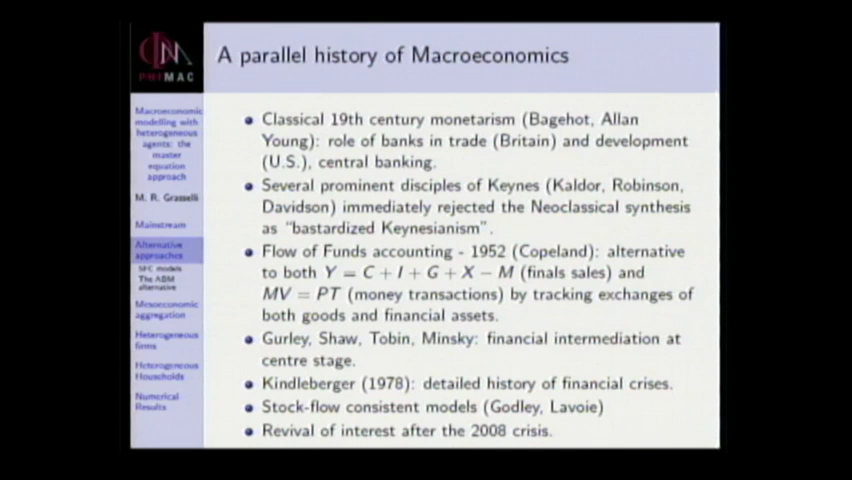 A parallel history of Macroeconomics
PHIMAC
Macroeconomic
modelling with
heterogeneous
agents: the
master
equation
approach
M. R. Grasselli
Mainstream
Alternative
approaches
SFC models
The ABM
alternative
Mesoeconomic
aggregation
Heterogeneous
firms
Heterogeneous
Households
Numerical
Results
Classical 19th century monetarism (Bagehot, Allan
Young): role of banks in trade (Britain) and development
(U.S.), central banking.
Several prominent disciples of Keynes (Kaldor, Robinson,
Davidson) immediately rejected the Neoclassical synthesis
as “bastardized Keynesianism”.
Flow of Funds accounting - 1952 (Copeland): alternative
to both Y = C + I + G + X − M (finals sales) and
MV = PT (money transactions) by tracking exchanges of
both goods and financial assets.
Gurley, Shaw, Tobin, Minsky: financial intermediation at
centre stage.
Kindleberger (1978): detailed history of financial crises.
Stock-flow consistent models (Godley, Lavoie)
Revival of interest after the 2008 crisis.